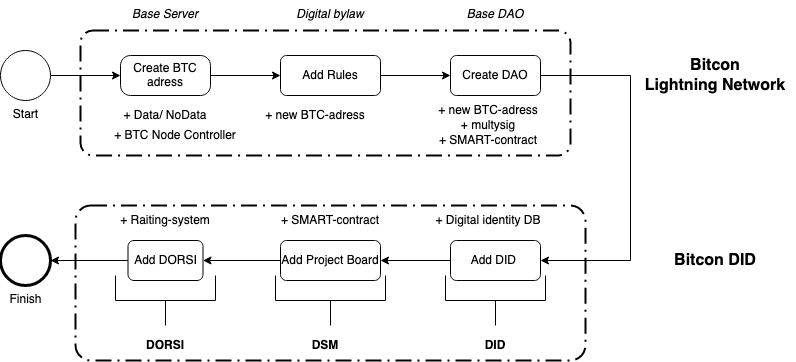 Base Server
Digital bylaw
Base DAO
Create BTC
adress
Add Rules
Create DAO
Bitcon
Lightning Network
Start
+ Data/ NoData
+ BTC Node Controller
+ new BTC-adress
+ new BTC-adress
+ multysig
+ SMART-contract
+ Raiting-system
+ SMART-contract
+ Digital identity DB
Add DORSI
Add Project Board
Add DID
Bitcon DID
Finish
DORSI
DSM
DID